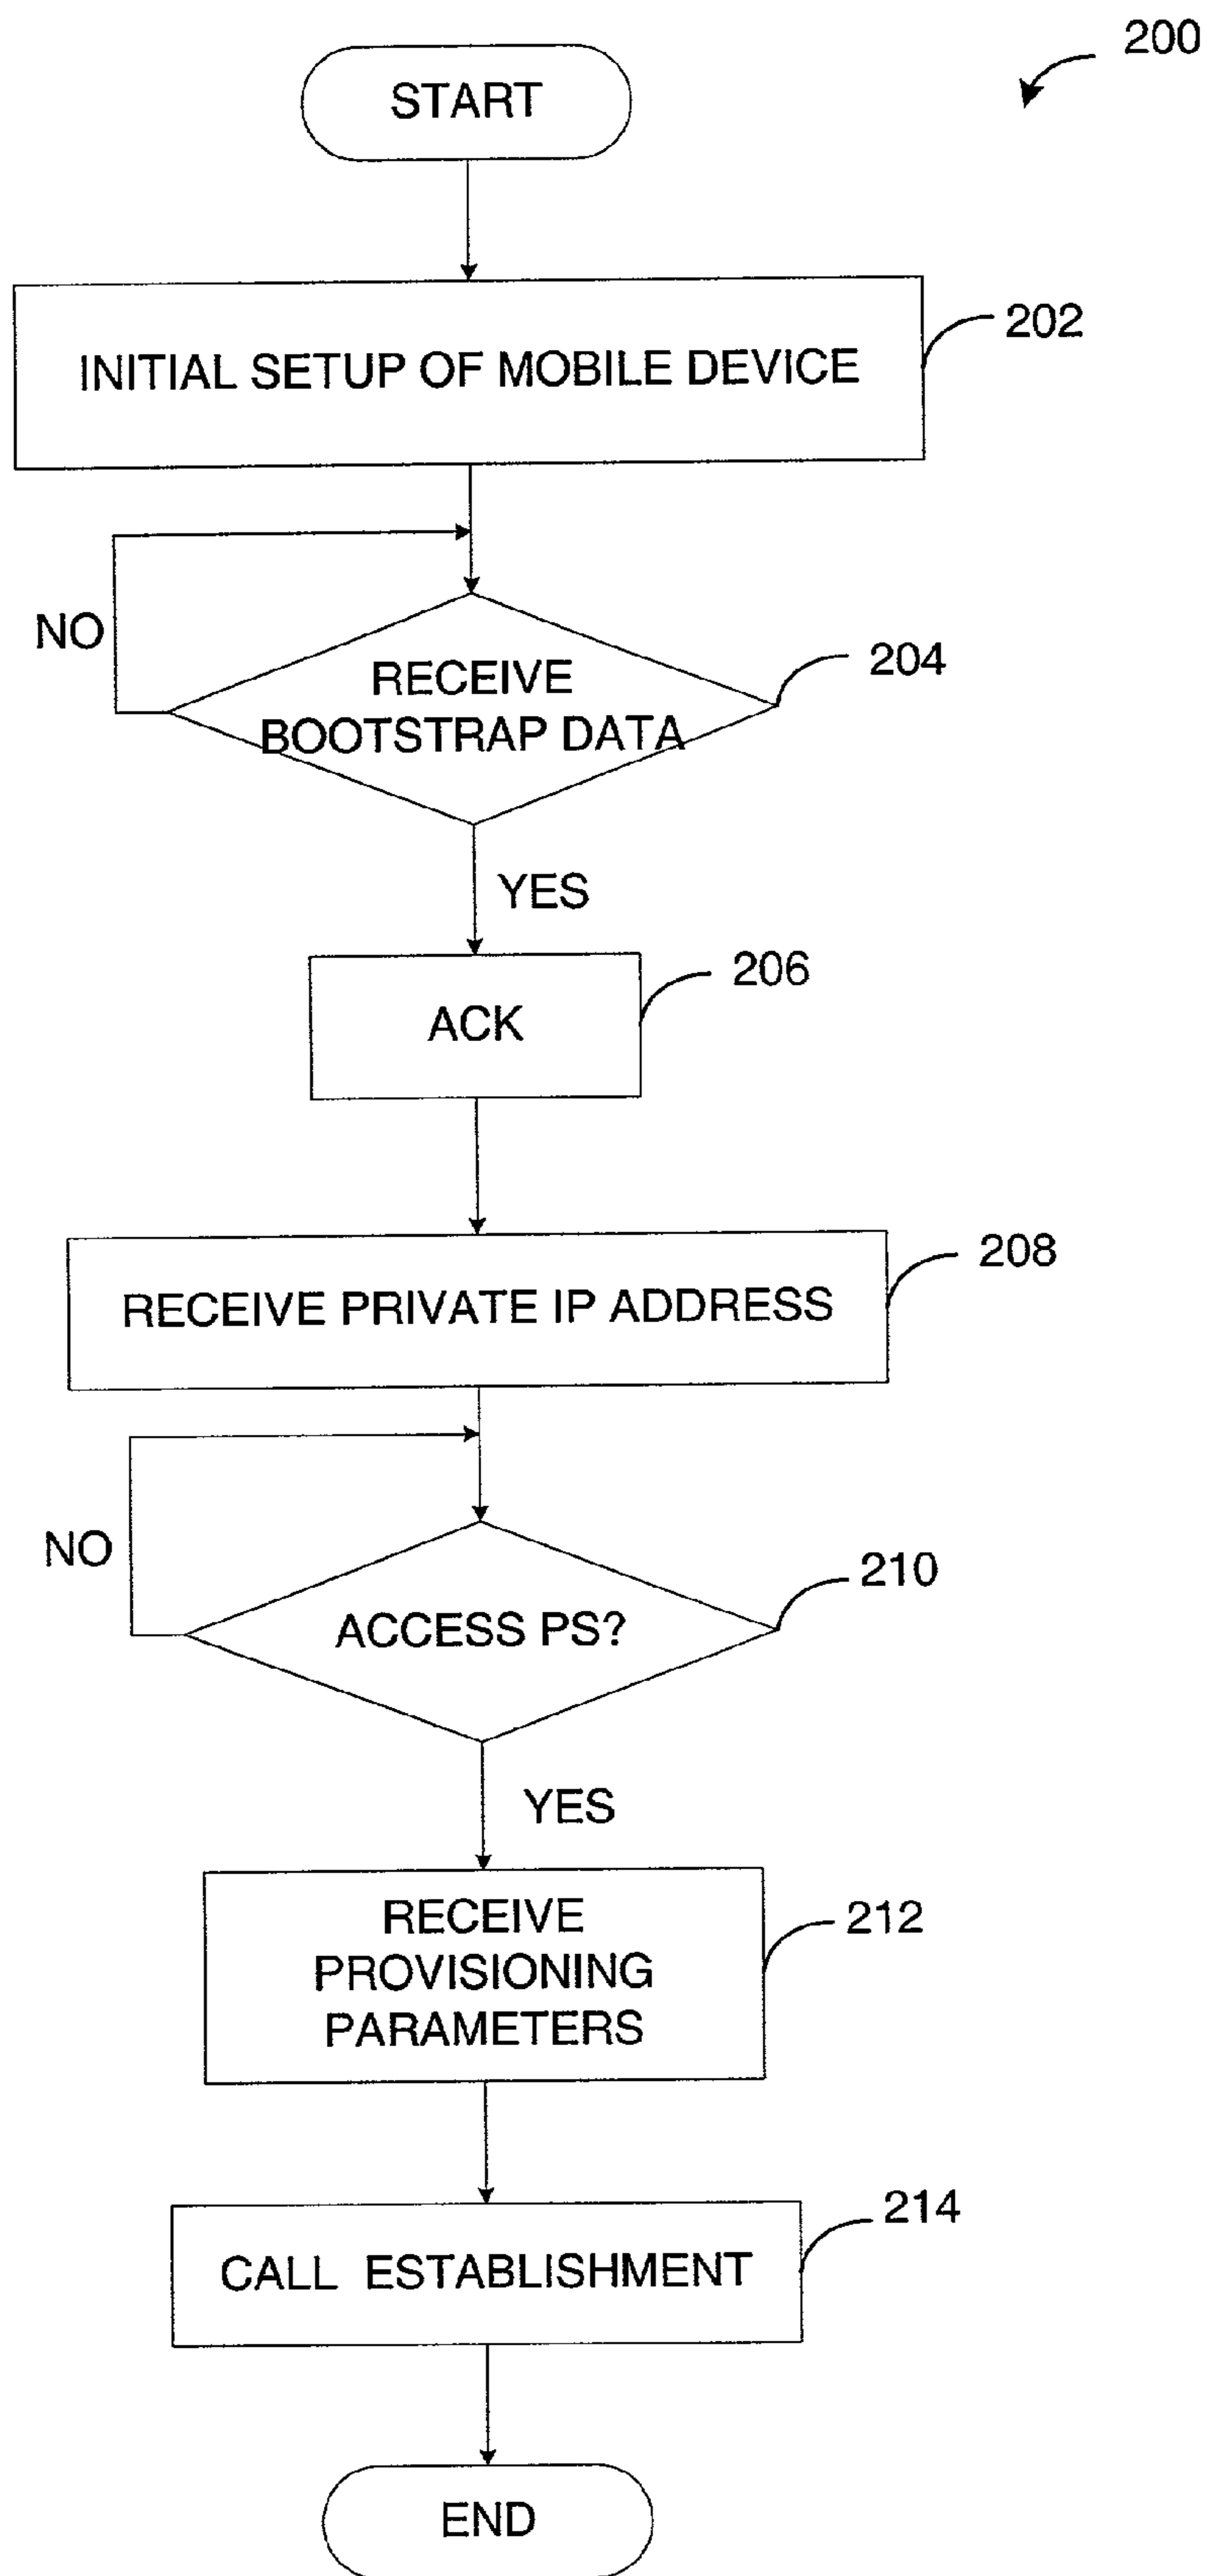 200
START
INITIAL SETUP OF MOBILE DEVICE
202
NO
RECEIVE
BOOTSTRAP DATA
204
YES
ACK
206
RECEIVE PRIVATE IP ADDRESS
208
NO
ACCESS PS?
210
YES
RECEIVE
PROVISIONING
PARAMETERS
212
CALL ESTABLISHMENT
214
END